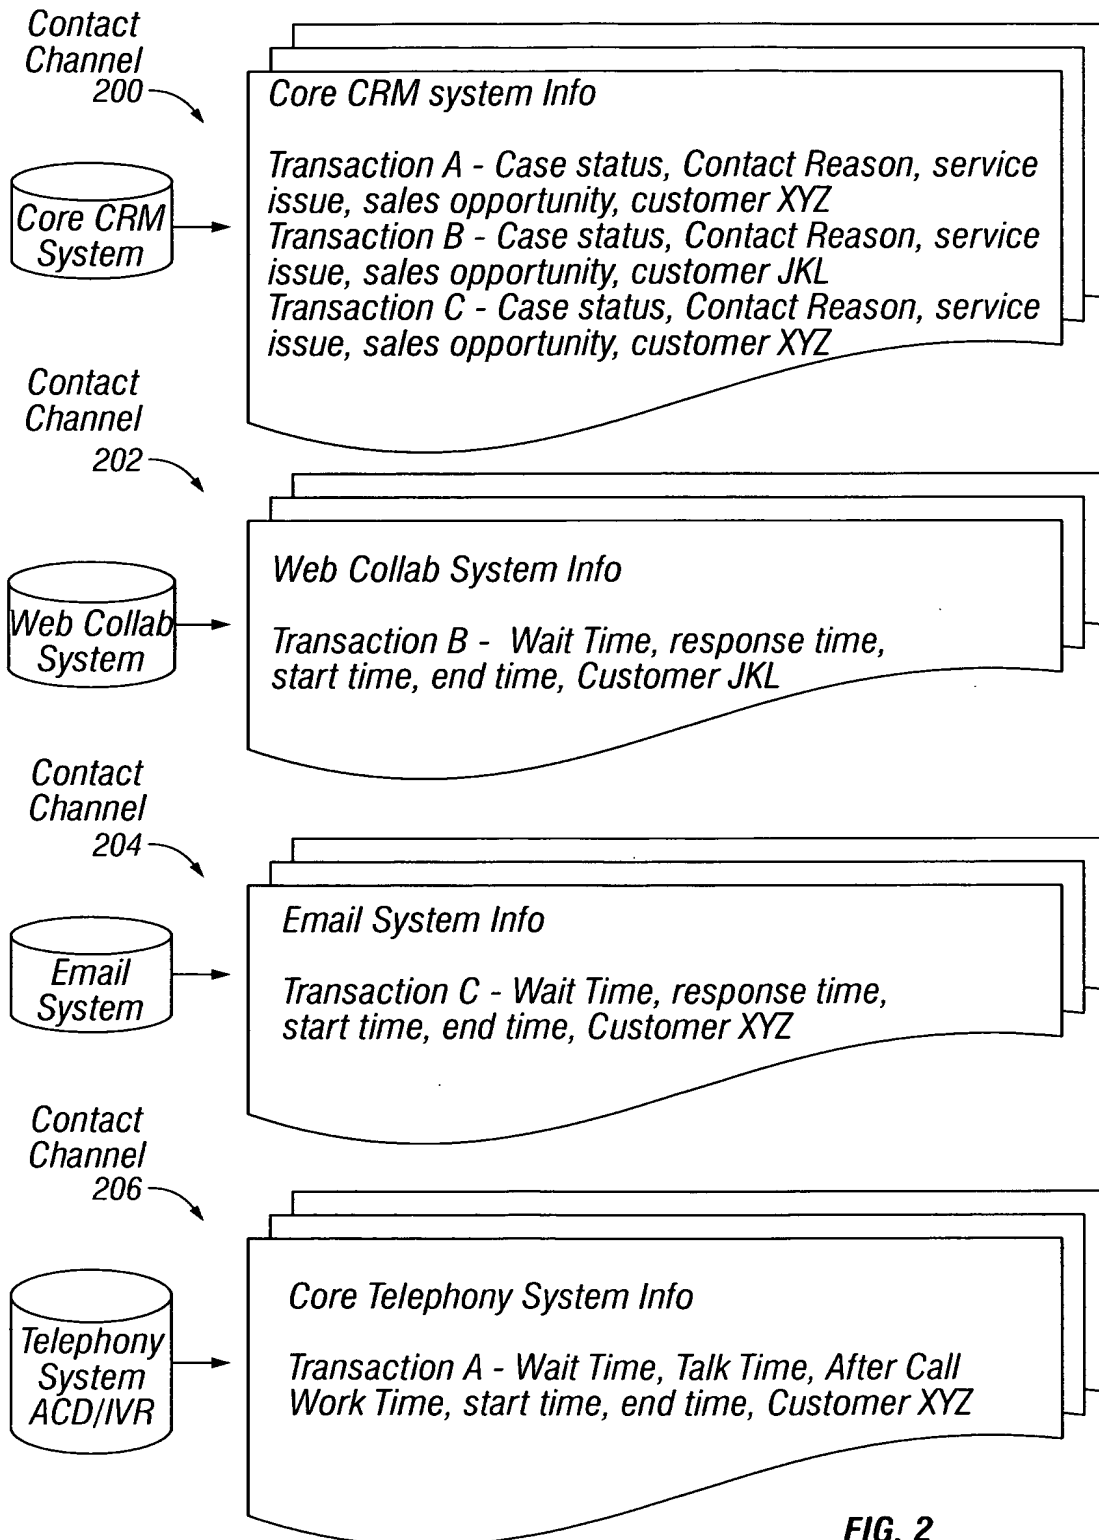 Contact
Channel
200
Core CRM
System
Core CRM system Info
Transaction A - Case status, Contact Reason, service
issue, sales opportunity, customer XYZ
Transaction B - Case status, Contact Reason, service
issue, sales opportunity, customer JKL
Transaction C - Case status, Contact Reason, service
issue, sales opportunity, customer XYZ
Contact
Channel
202
Web Collab
System
Web Collab System Info
Transaction B - Wait Time, response time,
start time, end time, Customer JKL
Contact
Channel
204
Email
System
Email System Info
Transaction C - Wait Time, response time,
start time, end time, Customer XYZ
Contact
Channel
206
Telephony
System
ACD/IVR
Core Telephony System Info
Transaction A - Wait Time, Talk Time, After Call
Work Time, start time, end time, Customer XYZ
FIG. 2